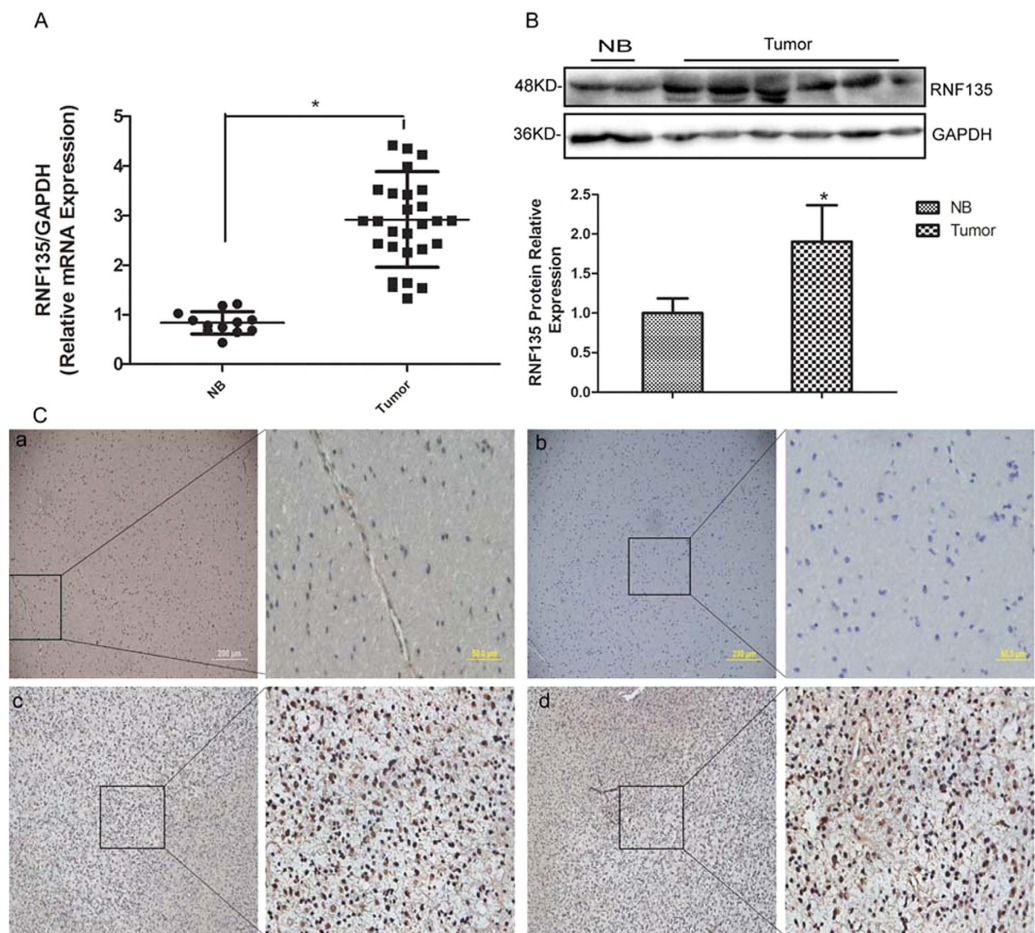 A
RNF135/GAPDH
(Relative mRNA Expression)
5
4
3
2
1
0
*
NB
Tumor
B
NB
Tumor
48KD-
RNF135
36KD-
GAPDH
RNF135 Protein Relative
Expression
2.5
2.0
1.5
1.0
0.5
0.0
*
NB
Tumor
C
a
200 µm
50.0 µm
b
200 µm
50.0 µm
c
d